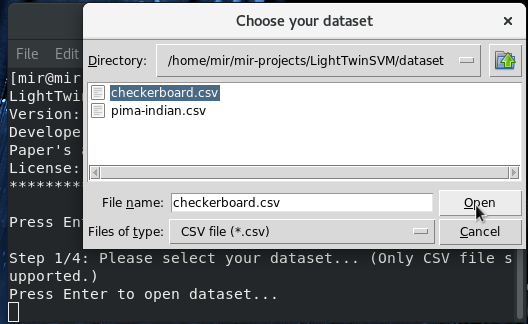 Choose your dataset
Directory: /home/mir/mir-projects/LightTwinSVM/dataset
checkerboard.csv
pima-indian.csv
File name: checkerboard.csv Open
Files of type: CSV file (*.csv) Cancel
File Edit
[mir@mir
LightTwin
Version:
Develope
Paper's
License:
********
Press Ent
Step 1/4: Please select your dataset... (Only CSV file s
upported.)
Press Enter to open dataset...